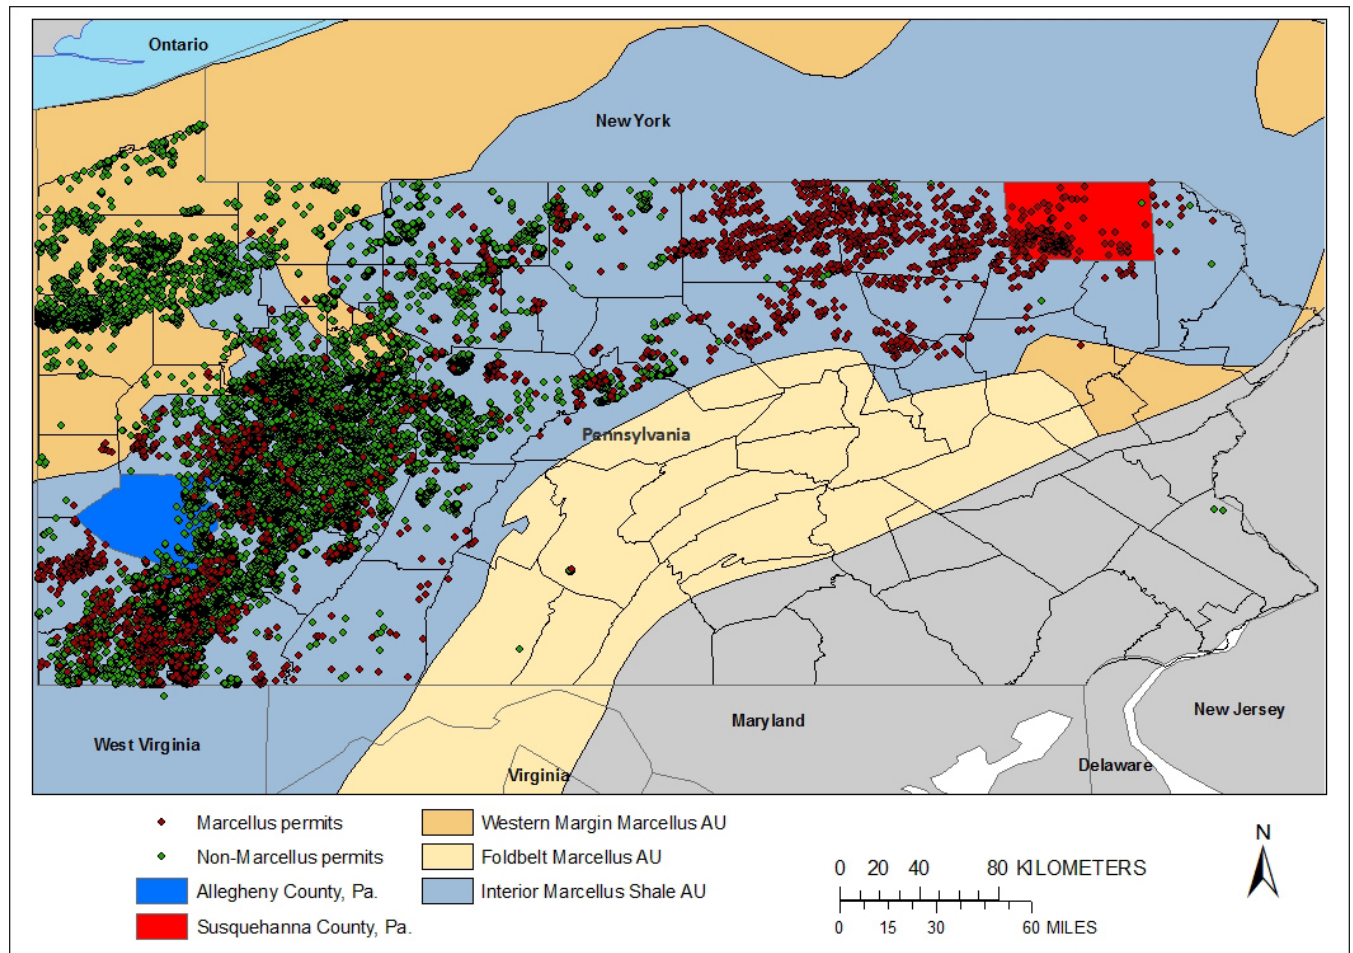 Ontario
New York
Pennsylvania
West Virginia
Virginia
Maryland
Delaware
New Jersey
Marcellus permits
Non-Marcellus permits
Allegheny County, Pa.
Susquehanna County, Pa.
Western Margin Marcellus AU
Foldbelt Marcellus AU
Interior Marcellus Shale AU
0 20 40 80 KILOMETERS
0 15 30 60 MILES
N